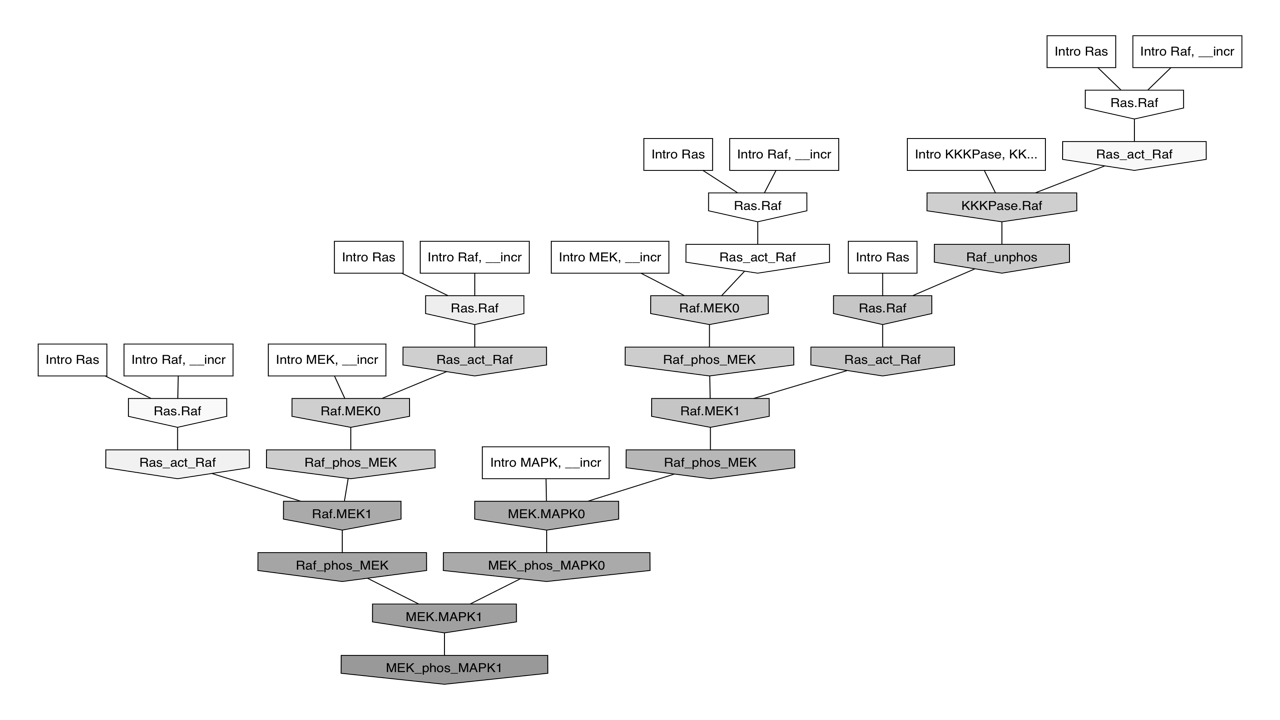 Intro Ras
Intro Raf, __incr
Ras.Raf
Intro Ras
Intro Raf, __incr
Intro KKKPase, KK...
Ras_act_Raf
Ras.Raf
KKKPase.Raf
Intro Ras
Intro Raf, __incr
Intro MEK, __incr
Ras_act_Raf
Intro Ras
Raf_unphos
Ras.Raf
Raf.MEK0
Ras.Raf
Intro Ras
Intro Raf, __incr
Intro MEK, __incr
Ras_act_Raf
Raf_phos_MEK
Ras_act_Raf
Ras.Raf
Raf.MEK0
Raf.MEK1
Ras_act_Raf
Raf_phos_MEK
Intro MAPK, __incr
Raf_phos_MEK
Raf.MEK1
MEK.MAPK0
Raf_phos_MEK
MEK_phos_MAPK0
MEK.MAPK1
MEK_phos_MAPK1